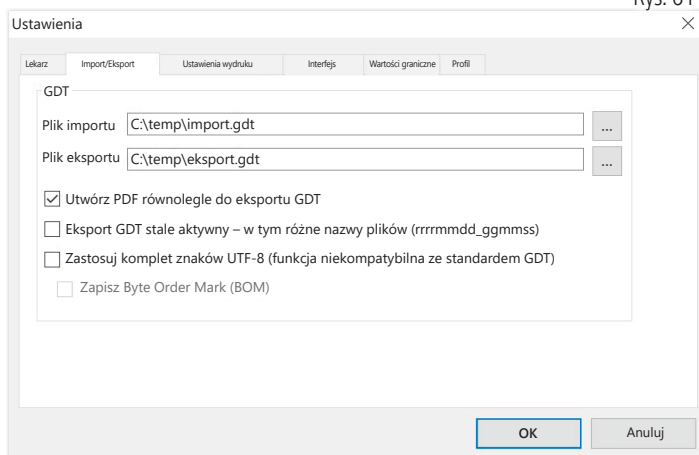 Ustawienia
Lekarz Import/Eksport Ustawienia wydruku Interfejs Wartości graniczne Profil
GDT
Plik importu C:\temp\import.gdt ...
Plik eksportu C:\temp\eksport.gdt ...
Utwórz PDF równolegle do eksportu GDT
Eksport GDT stale aktywny – w tym różne nazwy plików (rrrrmmdd_ggmmss)
Zastosuj komplet znaków UTF-8 (funkcja niekompatybilna ze standardem GDT)
Zapisz Byte Order Mark (BOM)
OK Anuluj